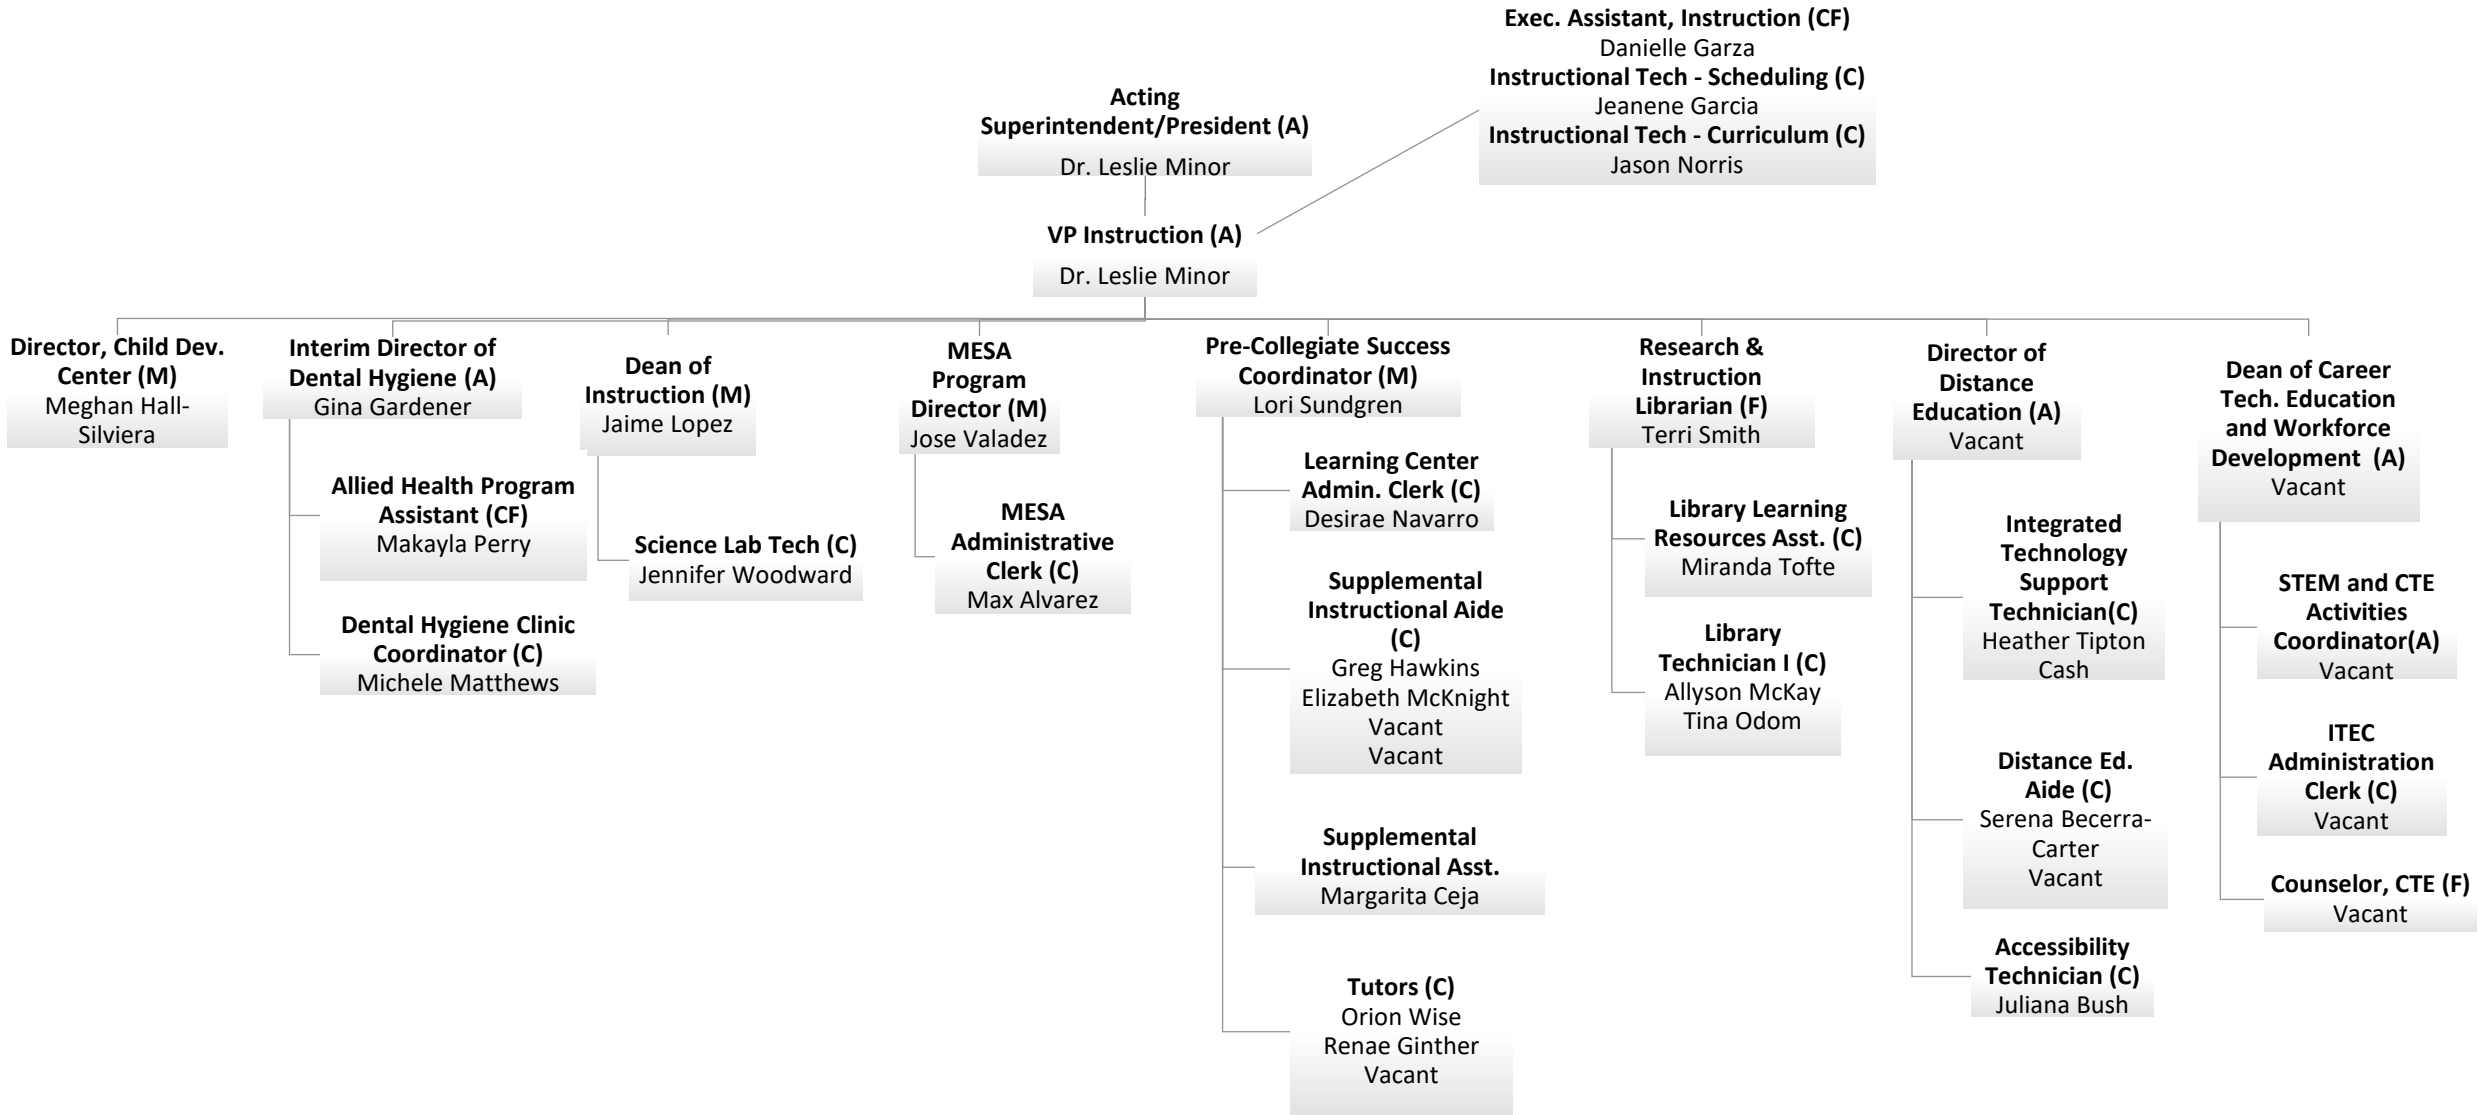 Exec. Assistant, Instruction (CF)
Danielle Garza
Instructional Tech - Scheduling (C)
Jeanene Garcia
Instructional Tech - Curriculum (C)
Jason Norris
Acting
Superintendent/President (A)
Dr. Leslie Minor
VP Instruction (A)
Dr. Leslie Minor
Director, Child Dev.
Center (M)
Meghan Hall-
Silviera
Interim Director of
Dental Hygiene (A)
Gina Gardener
Allied Health Program
Assistant (CF)
Makayla Perry
Dental Hygiene Clinic
Coordinator (C)
Michele Matthews
Dean of
Instruction (M)
Jaime Lopez
Science Lab Tech (C)
Jennifer Woodward
MESA
Program
Director (M)
Jose Valadez
MESA
Administrative
Clerk (C)
Max Alvarez
Pre-Collegiate Success
Coordinator (M)
Lori Sundgren
Learning Center
Admin. Clerk (C)
Desirae Navarro
Supplemental
Instructional Aide
(C)
Greg Hawkins
Elizabeth McKnight
Vacant
Vacant
Supplemental
Instructional Asst.
Margarita Ceja
Tutors (C)
Orion Wise
Renae Ginther
Vacant
Research &
Instruction
Librarian (F)
Terri Smith
Library Learning
Resources Asst. (C)
Miranda Tofte
Library
Technician I (C)
Allyson McKay
Tina Odom
Director of
Distance
Education (A)
Vacant
Integrated
Technology
Support
Technician(C)
Heather Tipton
Cash
Distance Ed.
Aide (C)
Serena Becerra-
Carter
Vacant
Accessibility
Technician (C)
Juliana Bush
Dean of Career
Tech. Education
and Workforce
Development  (A)
Vacant
STEM and CTE
Activities
Coordinator(A)
Vacant
ITEC
Administration
Clerk (C)
Vacant
Counselor, CTE (F)
Vacant